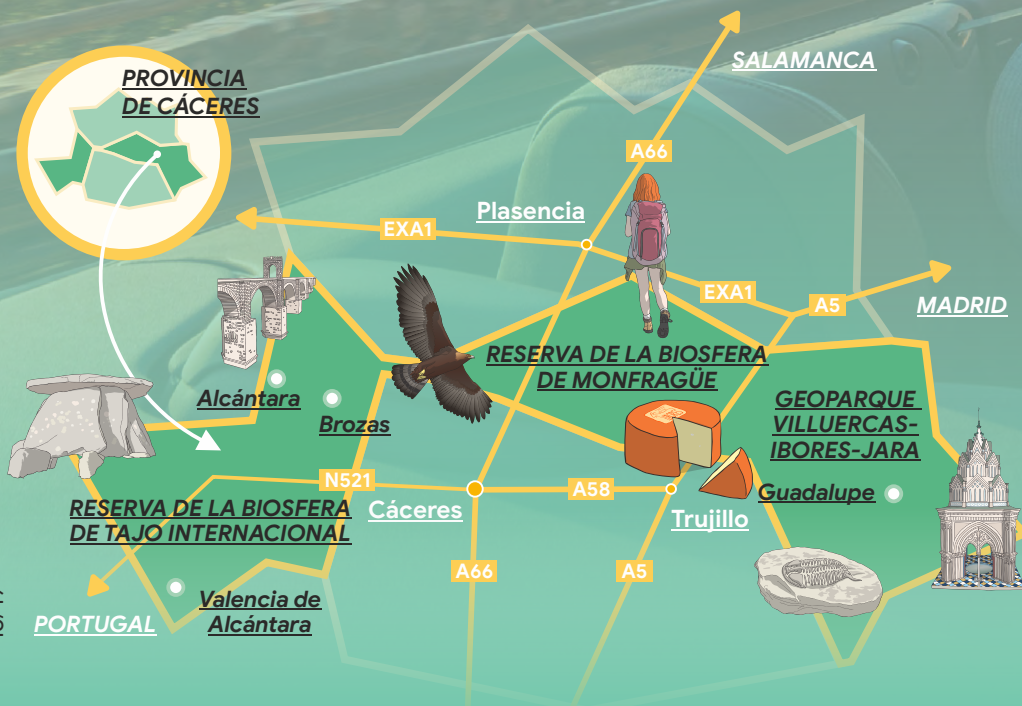 SALAMANCA
PROVINCIA
DE CÁCERES
A66
Plasencia
EXA1
EXA1
A5
MADRID
RESERVA DE LA BIOSFERA
DE MONFRAGÜE
Alcántara
Brozas
GEOPARQUE
VILLUERCAS-
IBORES-JARA
N521
A58
Guadalupe
Cáceres
Trujillo
RESERVA DE LA BIOSFERA
DE TAJO INTERNACIONAL
A66
A5
Valencia de
Alcántara
PORTUGAL